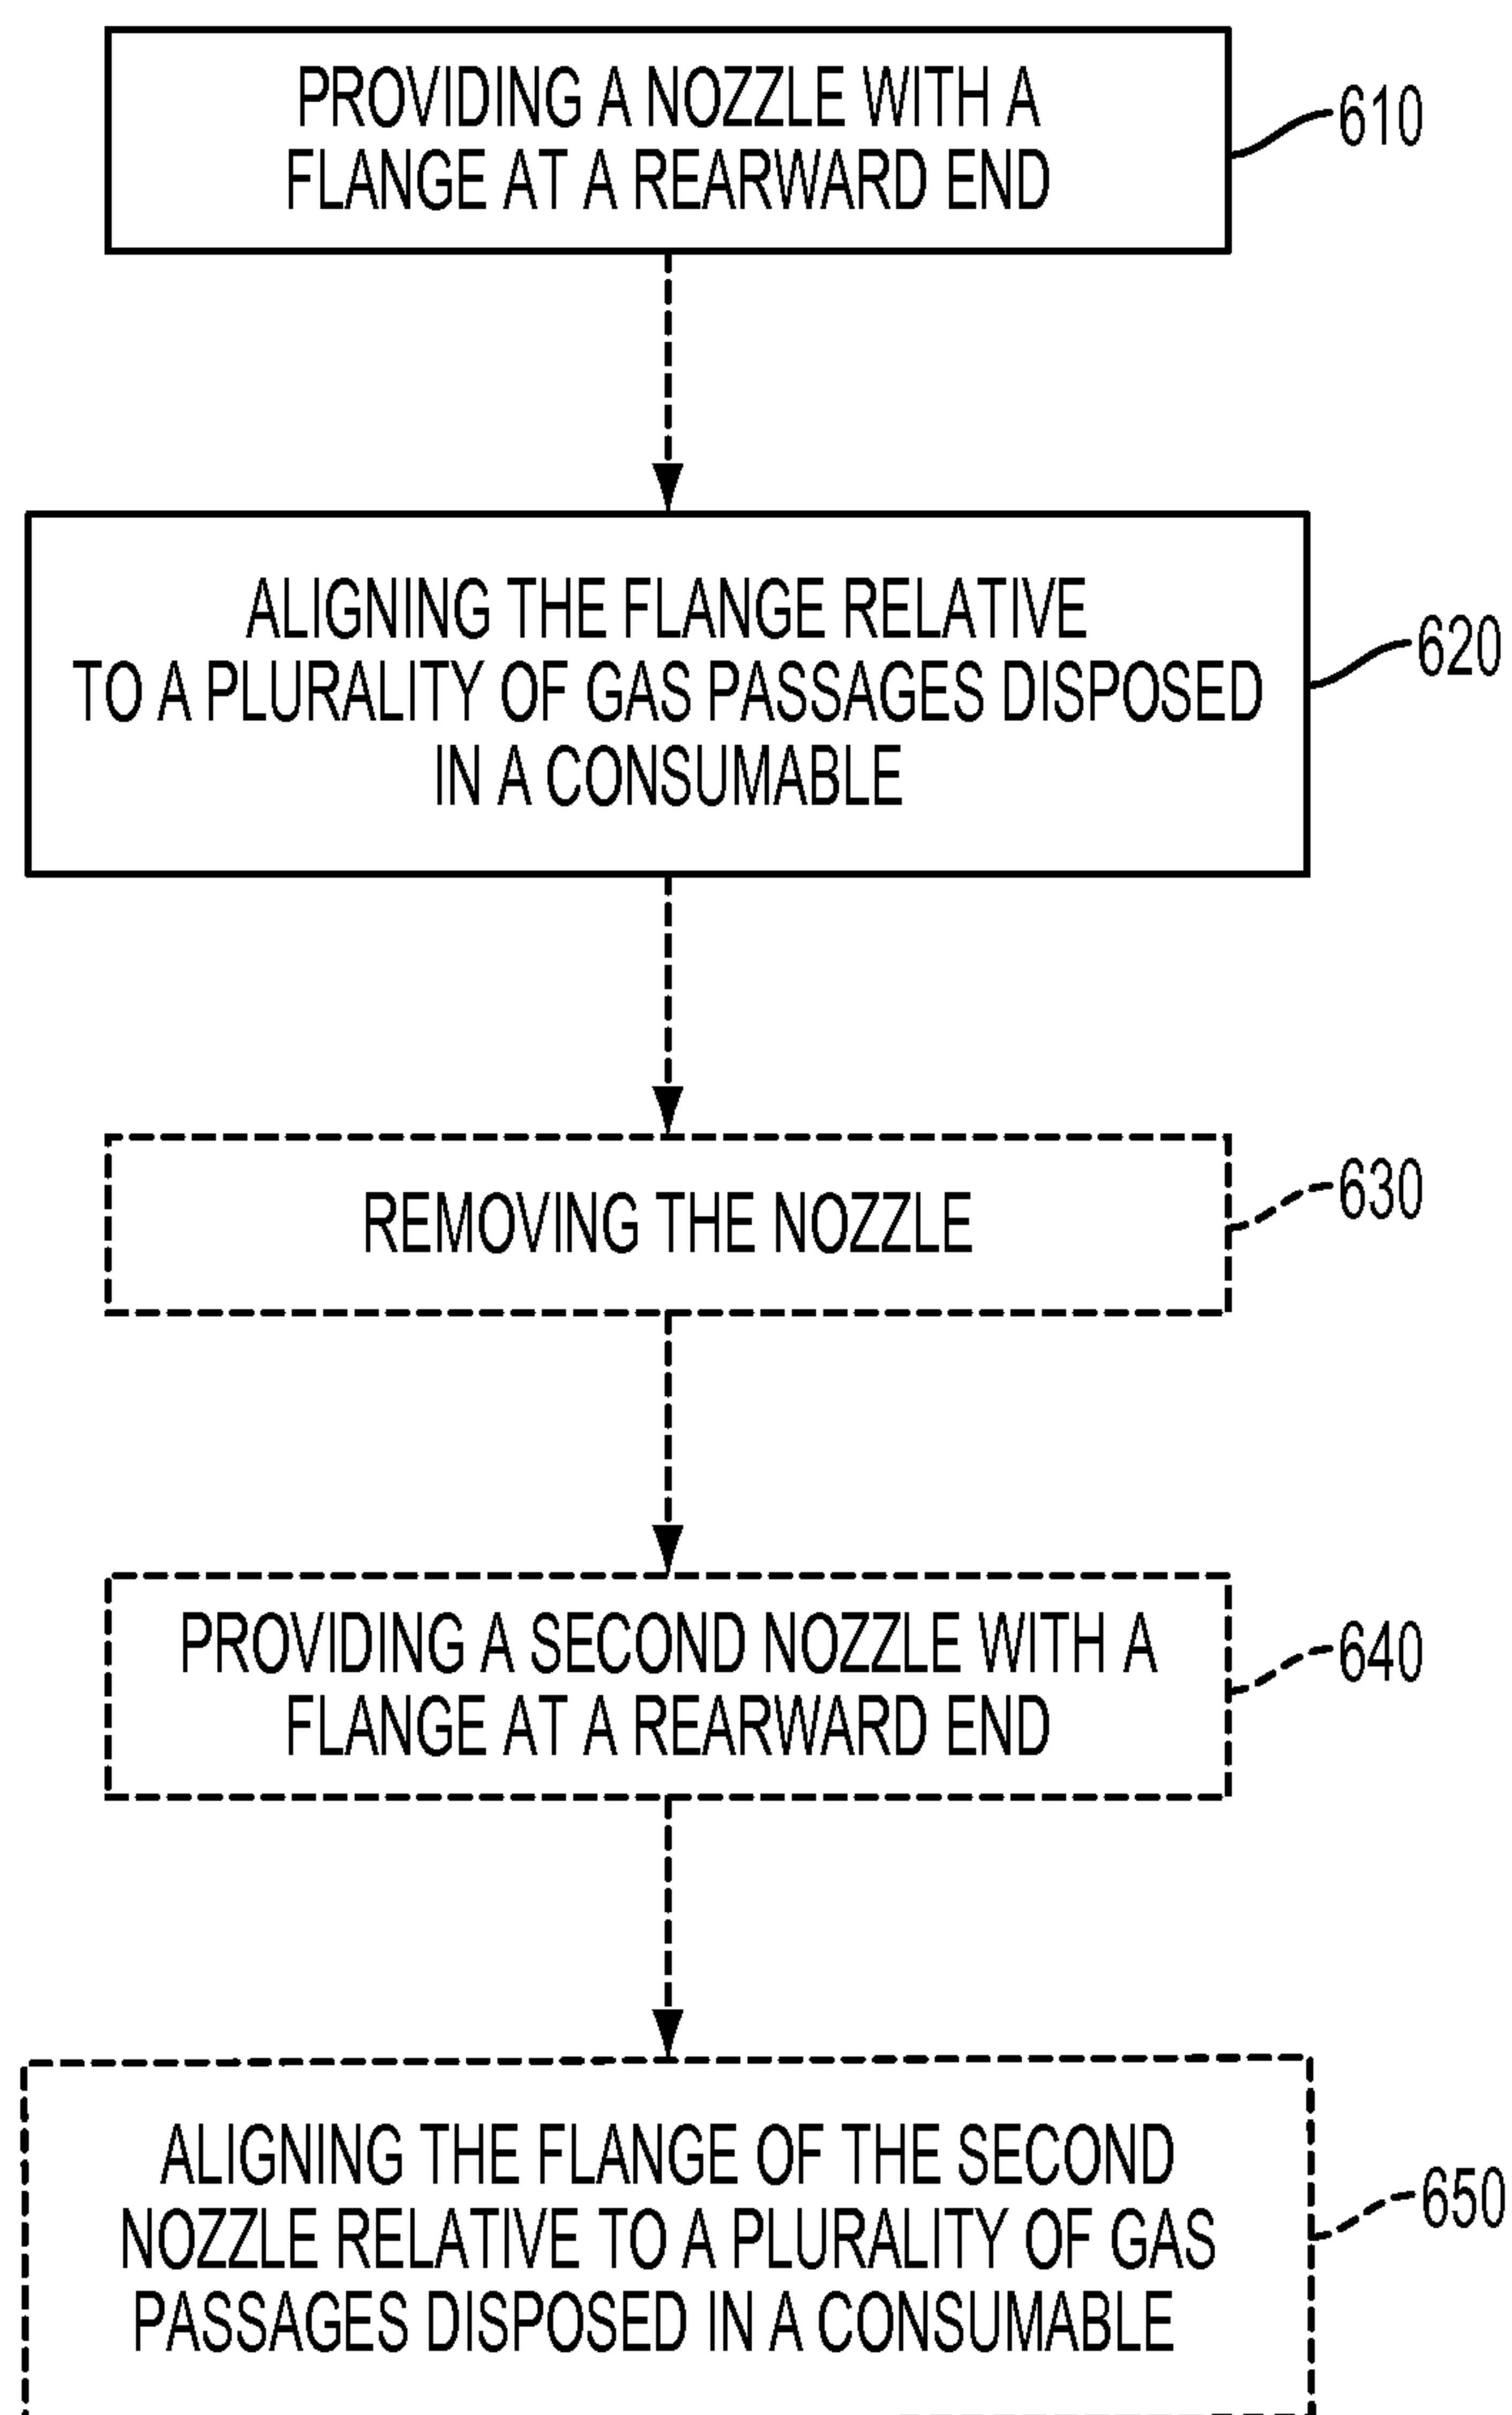 PROVIDING A NOZZLE WITH A
FLANGE AT A REARWARD END
610
ALIGNING THE FLANGE RELATIVE
TO A PLURALITY OF GAS PASSAGES DISPOSED
IN A CONSUMABLE
620
REMOVING THE NOZZLE
630
PROVIDING A SECOND NOZZLE WITH A
FLANGE AT A REARWARD END
640
ALIGNING THE FLANGE OF THE SECOND
NOZZLE RELATIVE TO A PLURALITY OF GAS
PASSAGES DISPOSED IN A CONSUMABLE
650